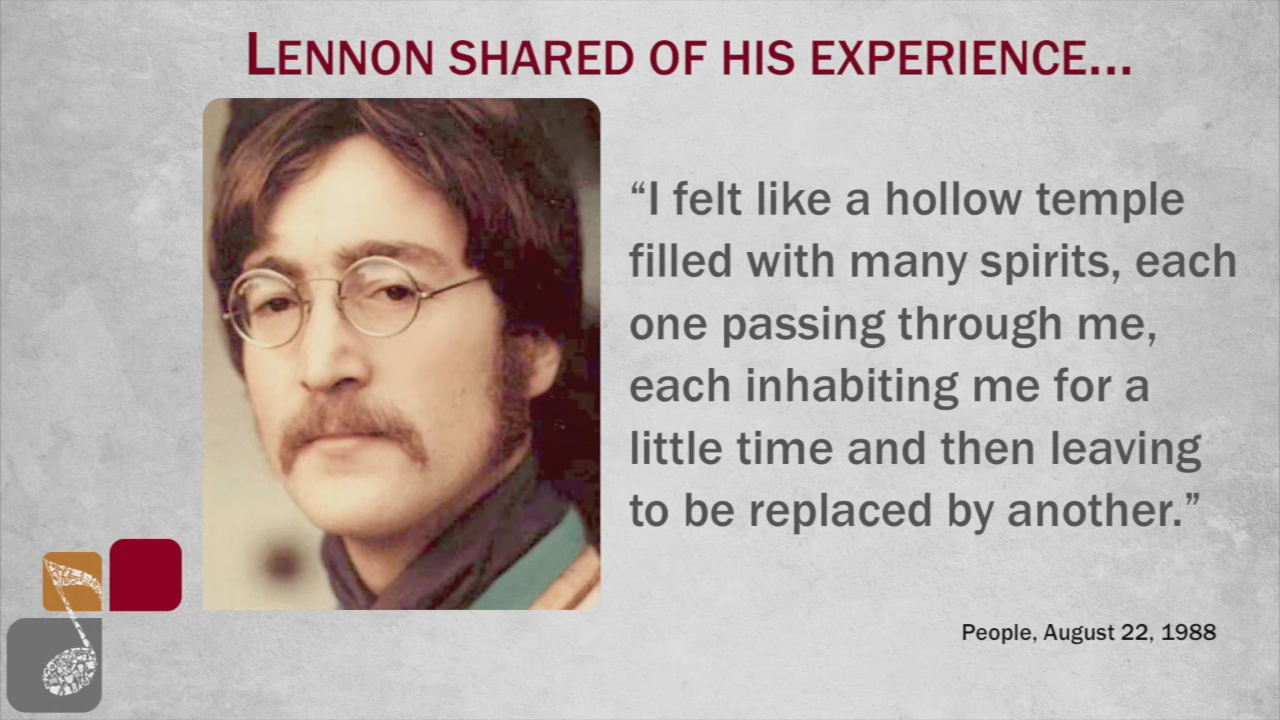 LENNON SHARED OF HIS EXPERIENCE...
“I felt like a hollow temple
filled with many spirits, each
one passing through me,
each inhabiting me for a
little time and then leaving
to be replaced by another.”
People, August 22, 1988